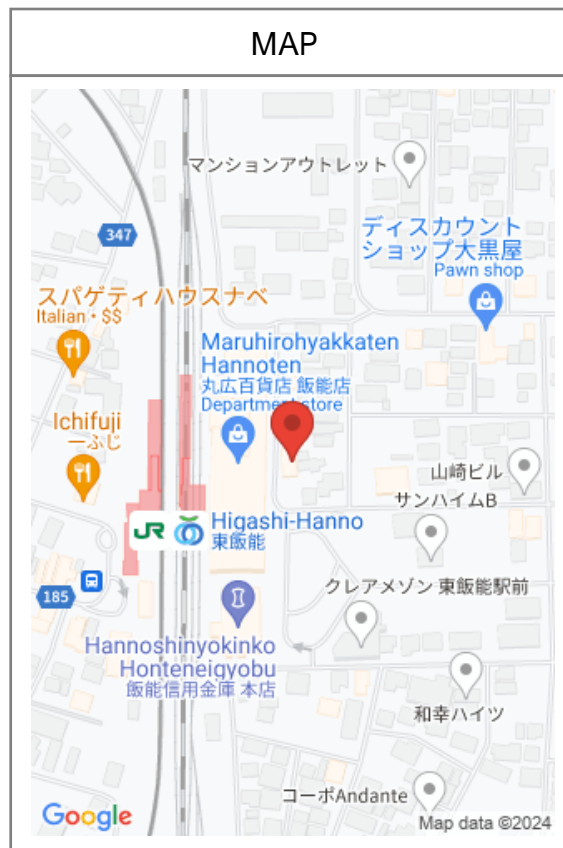 MAP
マンションアウトレット
347
ディスカウント
ショップ大黒屋
Pawn shop
スパゲティハウスナベ
Italian • $$
Maruhirohyakkaten
Hannoten
丸広百貨店 飯能店
Department store
Ichifuji
一ふじ
山崎ビル
サンハイムB
JR
Higashi-Hanno
東飯能
クレアメゾン 東飯能駅前
185
Hannoshinyokinko
Honteneigyobu
飯能信用金庫 本店
和幸ハイツ
コーポAndante
Google
Map data ©2024